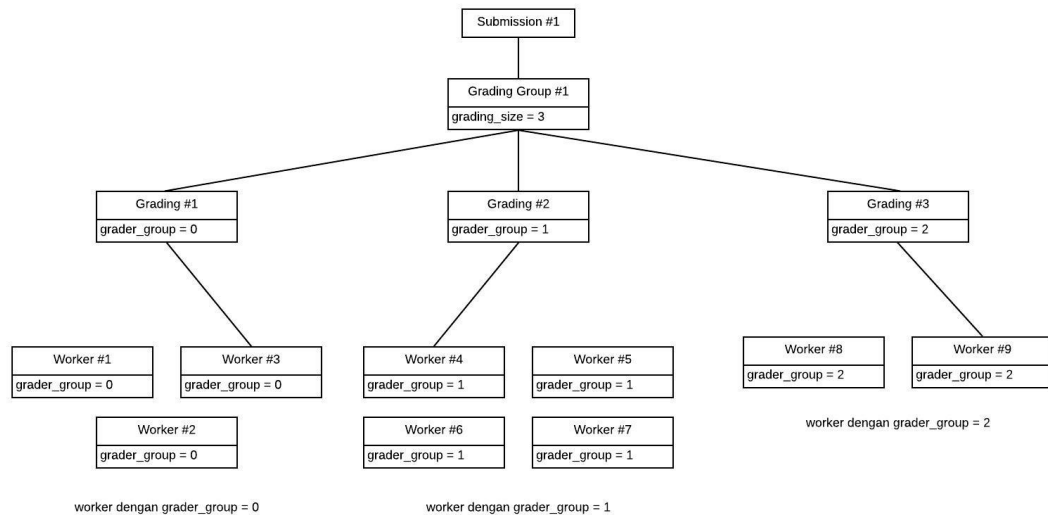 Submission #1
Grading Group #1
grading_size = 3
Grading #1
grader_group = 0
Grading #2
grader_group = 1
Grading #3
grader_group = 2
Worker #1
grader_group = 0
Worker #3
grader_group = 0
Worker #2
grader_group = 0
worker dengan grader_group = 0
Worker #4
grader_group = 1
Worker #5
grader_group = 1
Worker #6
grader_group = 1
Worker #7
grader_group = 1
worker dengan grader_group = 1
Worker #8
grader_group = 2
Worker #9
grader_group = 2
worker dengan grader_group = 2